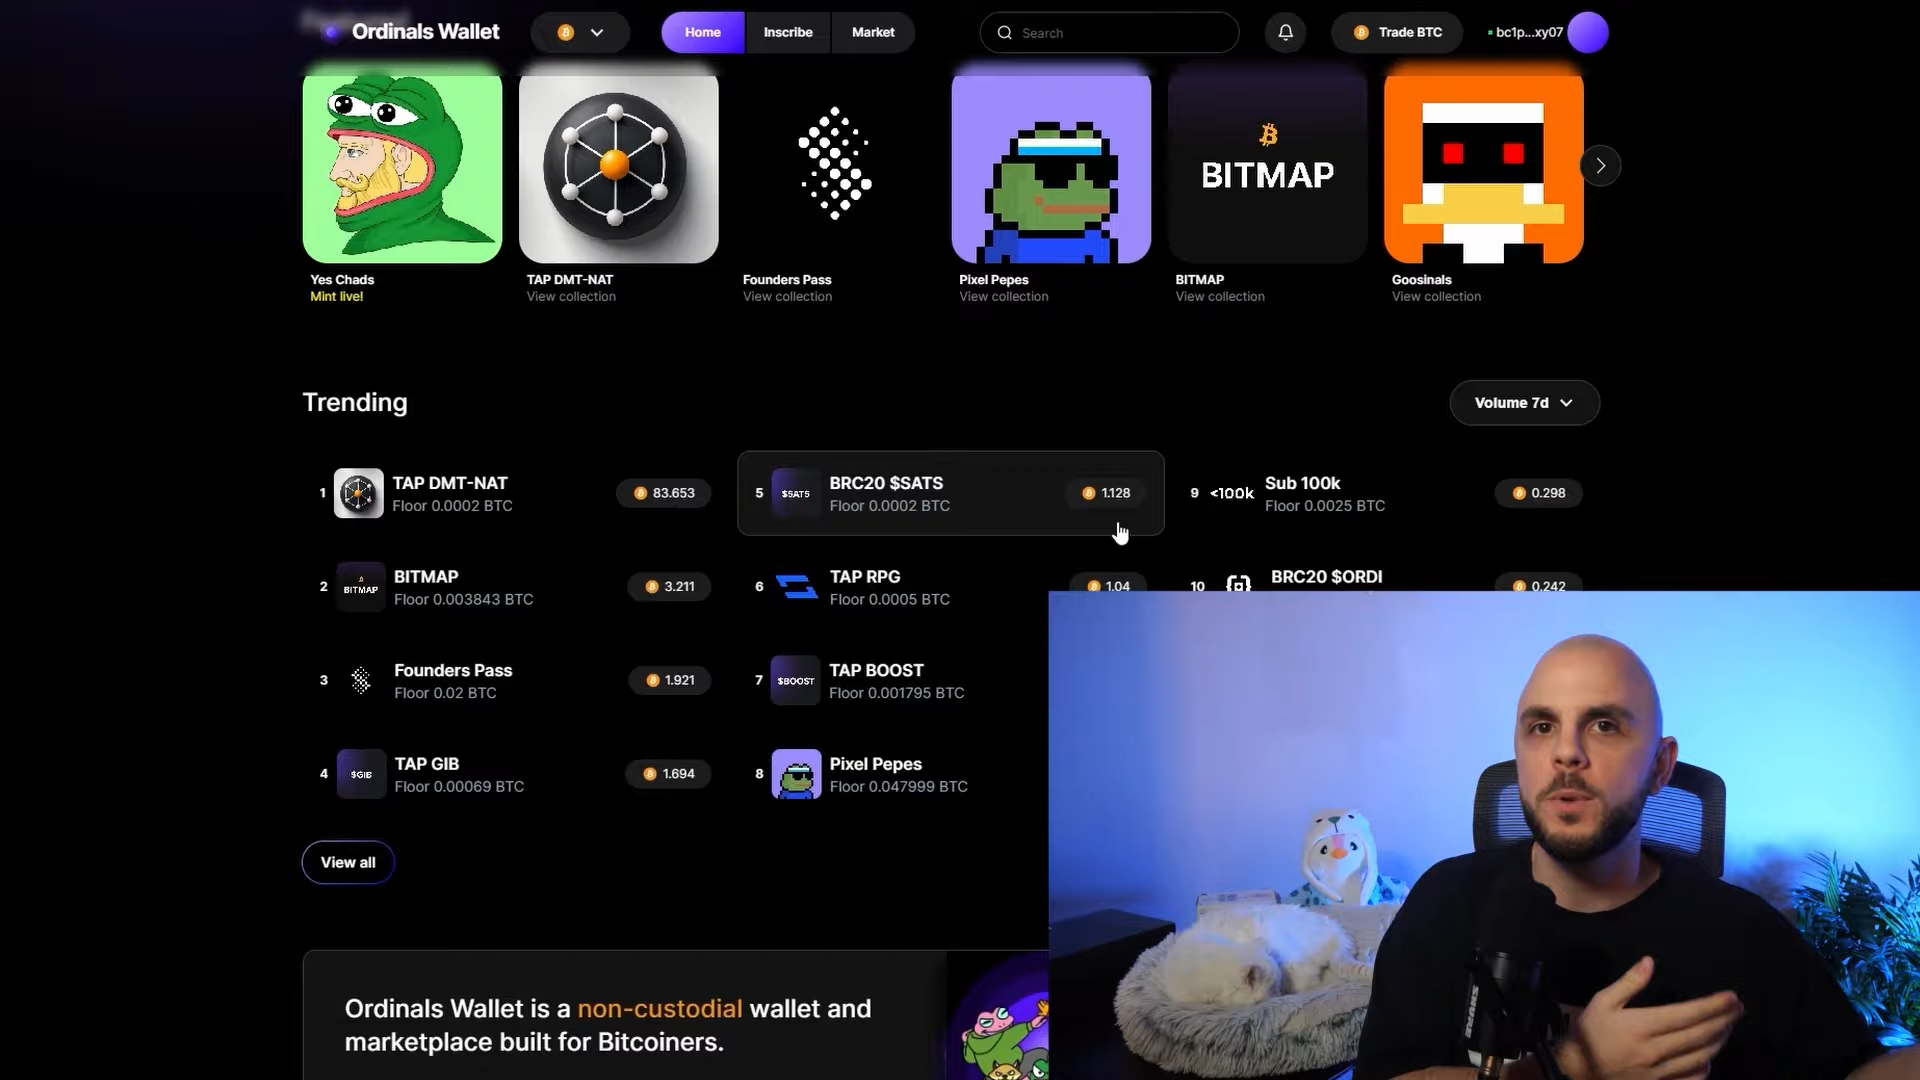 Ordinals Wallet
Home
Inscribe
Market
Search
Trade BTC
bc1p...xy07
BITMAP
Yes Chads
Mint live!
TAP DMT-NAT
View collection
Founders Pass
View collection
Pixel Pepes
View collection
BITMAP
View collection
Goosinals
View collection
Trending
Volume 7d
1
TAP DMT-NAT
Floor 0.0002 BTC
83.653
5
$SATS
BRC20 $SATS
Floor 0.0002 BTC
1.128
9
<100k
Sub 100k
Floor 0.0025 BTC
0.298
2
BITMAP
BITMAP
Floor 0.003843 BTC
3.211
6
TAP RPG
Floor 0.0005 BTC
1.04
10
BRC20 $ORDI
0.242
3
Founders Pass
Floor 0.02 BTC
1.921
7
$BOOST
TAP BOOST
Floor 0.001795 BTC
4
$GIB
TAP GIB
Floor 0.00069 BTC
1.694
8
Pixel Pepes
Floor 0.047999 BTC
View all
Ordinals Wallet is a non-custodial wallet and
marketplace built for Bitcoiners.
SHURE